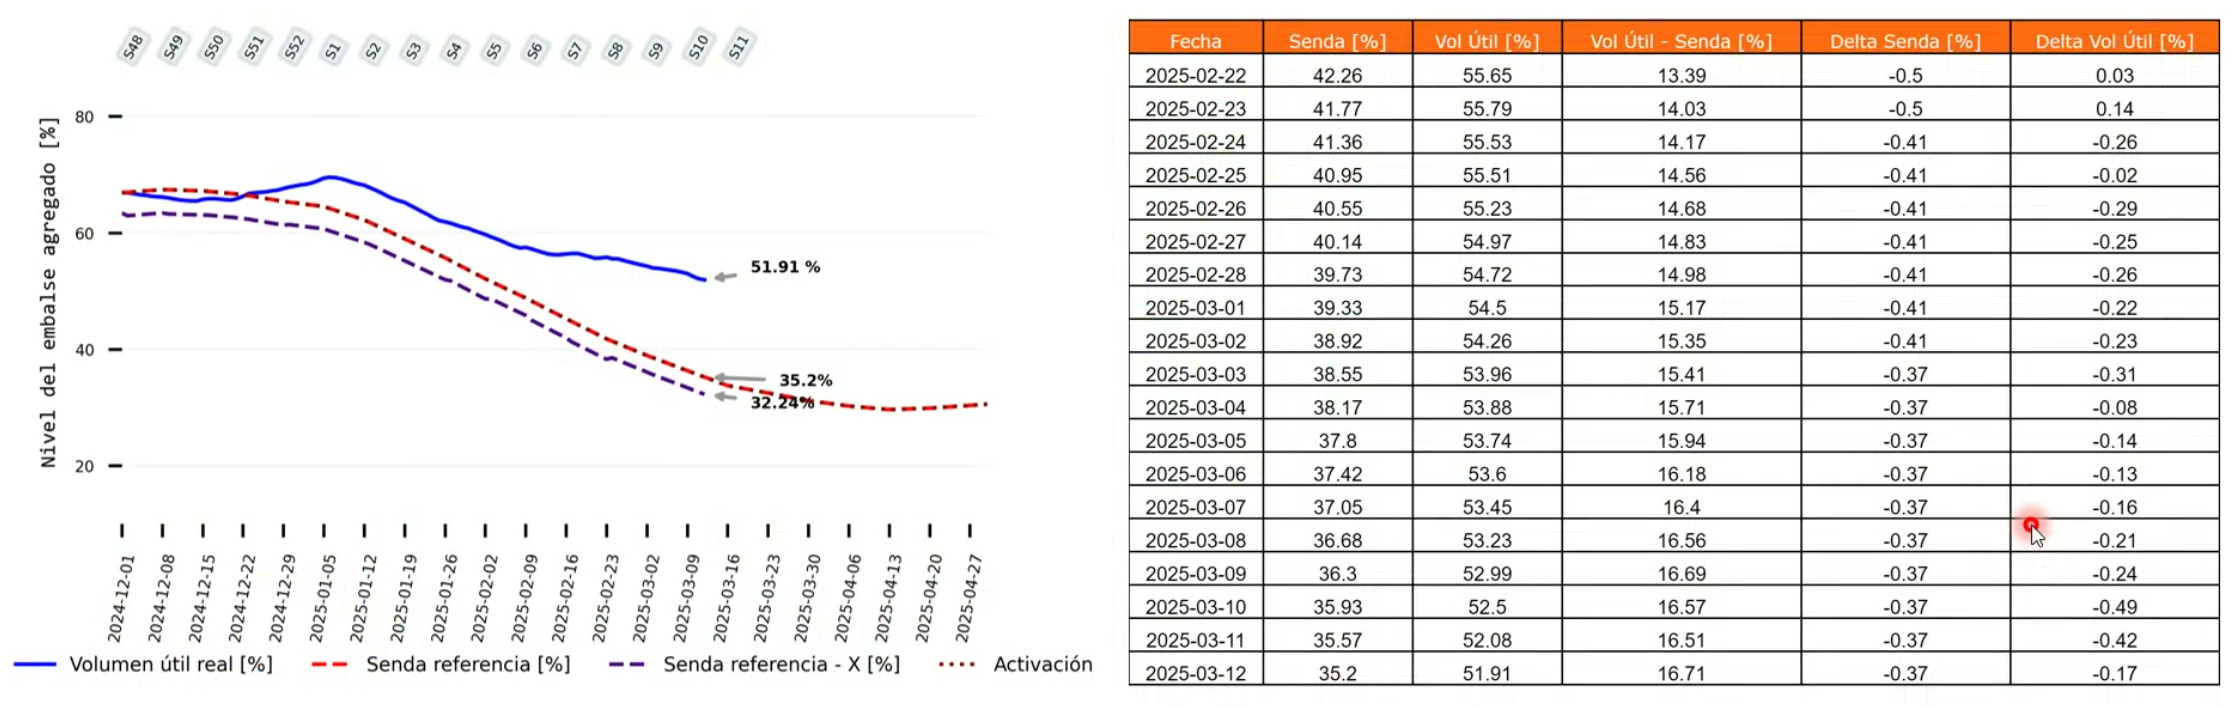 S48 S49 S50 S51 S52 S1 S2 S3 S4 S5 S6 S7 S8 S9 S10 S11
Nivel del embalse agregado [%]
80
60
40
20
51.91 %
35.2%
32.24%
2024-12-01 2024-12-08 2024-12-15 2024-12-22 2024-12-29 2025-01-05 2025-01-12 2025-01-19 2025-01-26 2025-02-02 2025-02-09 2025-02-16 2025-02-23 2025-03-02 2025-03-09 2025-03-16 2025-03-23 2025-03-30 2025-04-06 2025-04-13 2025-04-20 2025-04-27
Volumen útil real [%] Senda referencia [%] Senda referencia - X [%] Activación
Fecha Senda [%] Vol Útil [%] Vol Útil - Senda [%] Delta Senda [%] Delta Vol Útil [%]
2025-02-22 42.26 55.65 13.39 -0.5 0.03
2025-02-23 41.77 55.79 14.03 -0.5 0.14
2025-02-24 41.36 55.53 14.17 -0.41 -0.26
2025-02-25 40.95 55.51 14.56 -0.41 -0.02
2025-02-26 40.55 55.23 14.68 -0.41 -0.29
2025-02-27 40.14 54.97 14.83 -0.41 -0.25
2025-02-28 39.73 54.72 14.98 -0.41 -0.26
2025-03-01 39.33 54.5 15.17 -0.41 -0.22
2025-03-02 38.92 54.26 15.35 -0.41 -0.23
2025-03-03 38.55 53.96 15.41 -0.37 -0.31
2025-03-04 38.17 53.88 15.71 -0.37 -0.08
2025-03-05 37.8 53.74 15.94 -0.37 -0.14
2025-03-06 37.42 53.6 16.18 -0.37 -0.13
2025-03-07 37.05 53.45 16.4 -0.37 -0.16
2025-03-08 36.68 53.23 16.56 -0.37 -0.21
2025-03-09 36.3 52.99 16.69 -0.37 -0.24
2025-03-10 35.93 52.5 16.57 -0.37 -0.49
2025-03-11 35.57 52.08 16.51 -0.37 -0.42
2025-03-12 35.2 51.91 16.71 -0.37 -0.17